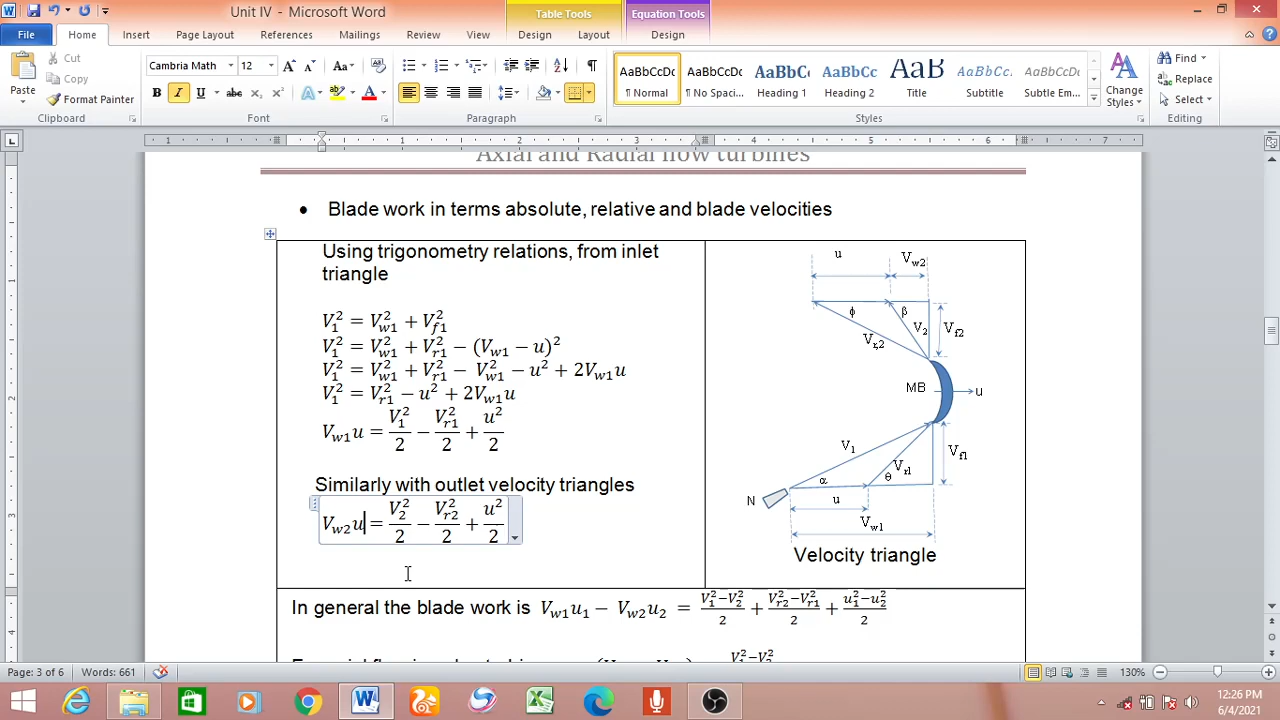 Unit IV - Microsoft Word
Table Tools
Equation Tools
File
Home
Insert
Page Layout
References
Mailings
Review
View
Design
Layout
Design
Paste
Cut
Copy
Format Painter
Clipboard
Cambria Math
12
Font
Paragraph
AaBbCcDc
¶ Normal
AaBbCcDc
¶ No Spaci...
AaBbCc
Heading 1
AaBbCc
Heading 2
AaB
Title
AaBbCc
Subtitle
AaBbCcDc
Subtle Em...
Styles
Change Styles
Find
Replace
Select
Editing
Axial and Radial flow turbines
• Blade work in terms absolute, relative and blade velocities
Using trigonometry relations, from inlet
triangle
V₁² = V_w1² + V_f1²
V₁² = V_w1² + V_r1² − (V_w1 − u)²
V₁² = V_w1² + V_r1² − V_w1² − u² + 2V_w1u
V₁² = V_r1² − u² + 2V_w1u
V_w1u = V₁²/2 − V_r1²/2 + u²/2
Similarly with outlet velocity triangles
V_w2u = V₂²/2 − V_r2²/2 + u²/2
u
V_w2
ϕ
β
V_r,2
V_2
V_f2
MB
u
V_1
V_r1
V_f1
α
θ
N
u
V_w1
Velocity triangle
In general the blade work is V_w1u₁ − V_w2u₂ = (V₁²−V₂²)/2 + (V_r2²−V_r1²)/2 + (u₁²−u₂²)/2
Page: 3 of 6
Words: 661
130%
12:26 PM
6/4/2021